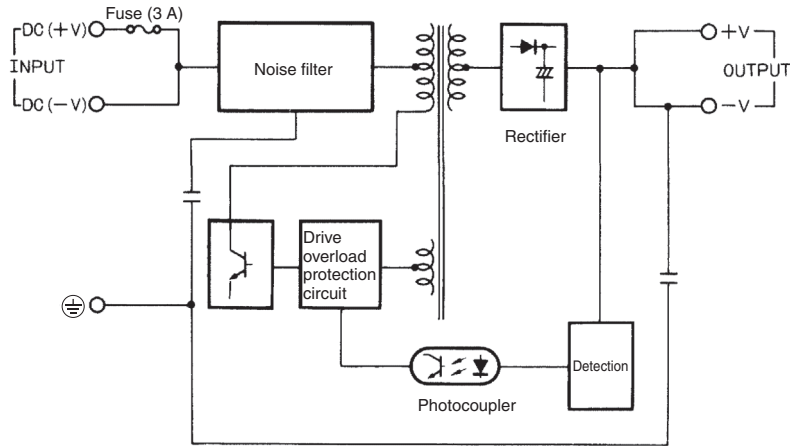 Fuse (3 A)
DC (+V)
INPUT
DC (−V)
Noise filter
Rectifier
+V
OUTPUT
−V
Drive
overload
protection
circuit
Detection
Photocoupler